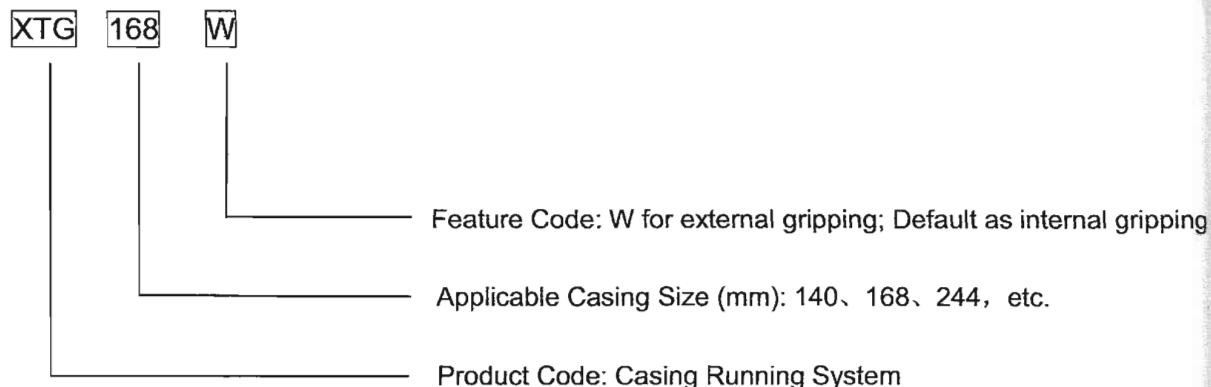 XTG 168 W
Feature Code: W for external gripping; Default as internal gripping
Applicable Casing Size (mm): 140、168、244，etc.
Product Code: Casing Running System